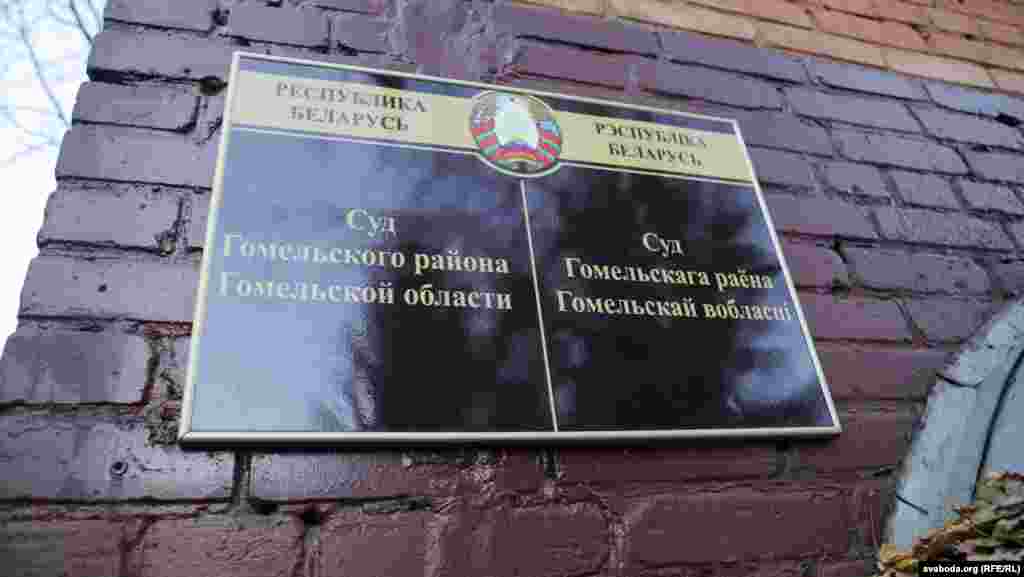 РЕСПУБЛИКА
БЕЛАРУСЬ
Суд
Гомельского района
Гомельской области
РЭСПУБЛІКА
БЕЛАРУСЬ
Суд
Гомельскага раёна
Гомельскай вобласці
svaboda.org (RFE/RL)